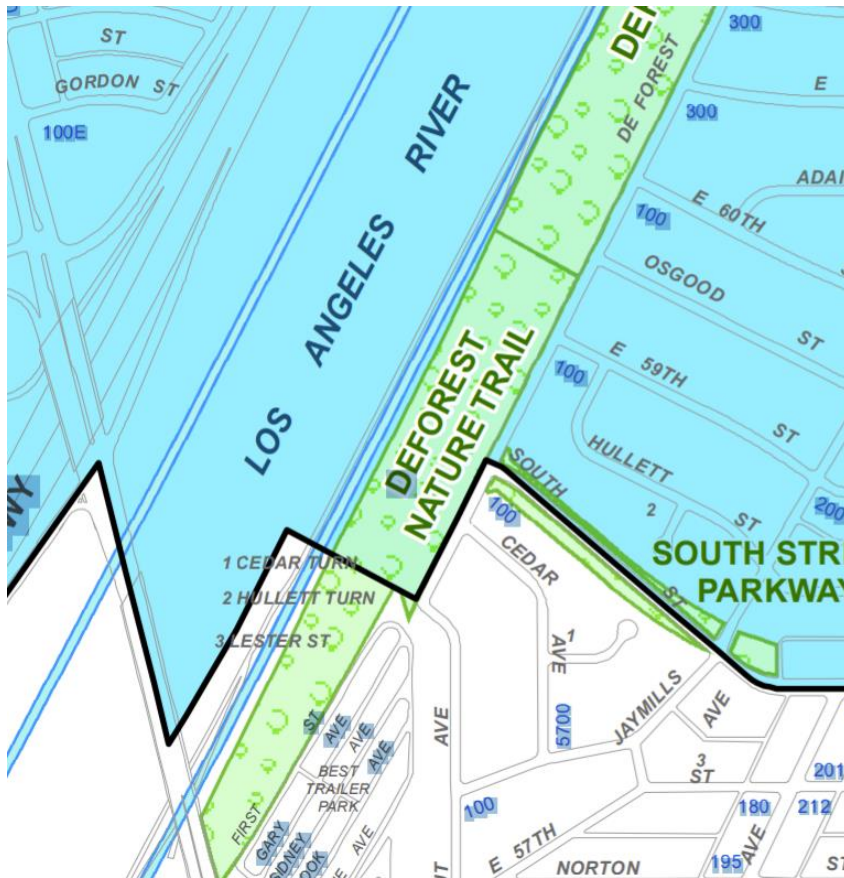 ST
GORDON ST
100E
LOS ANGELES RIVER
DE FOREST
300
300
E
E 60TH ST
100
OSGOOD ST
100
E 59TH ST
HULLETT ST
2
200
DEFOREST
NATURE TRAIL
SOUTH ST
100
SOUTH STR
PARKWAY
WY
1 CEDAR TURN
2 HULLETT TURN
3 LESTER ST
CEDAR AVE
1
5700
JAYMILLS AVE
3
ST
AVE
FIRST ST
GARY AVE
AVE
AVE
BEST
TRAILER
PARK
AVE
100
E 57TH
NORTON
ST
180
212
201
195
AVE